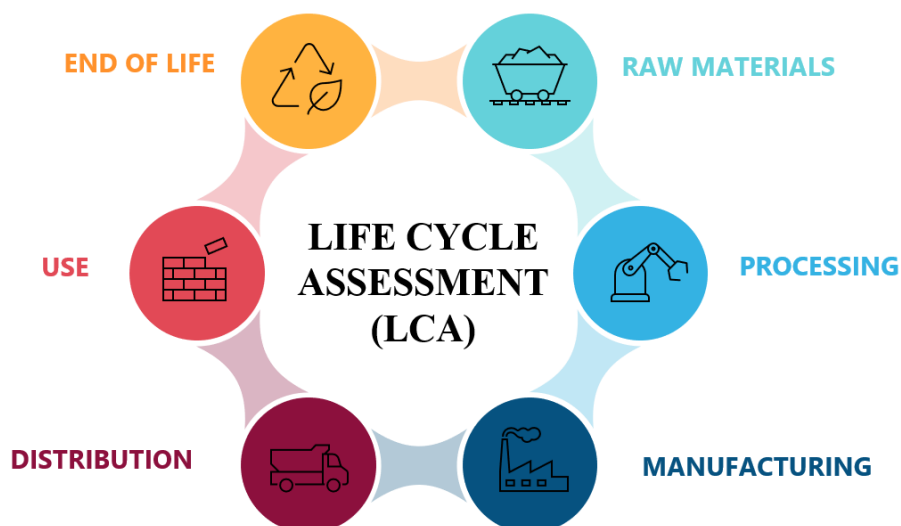 END OF LIFE
RAW MATERIALS
LIFE CYCLE
ASSESSMENT
(LCA)
USE
PROCESSING
DISTRIBUTION
MANUFACTURING